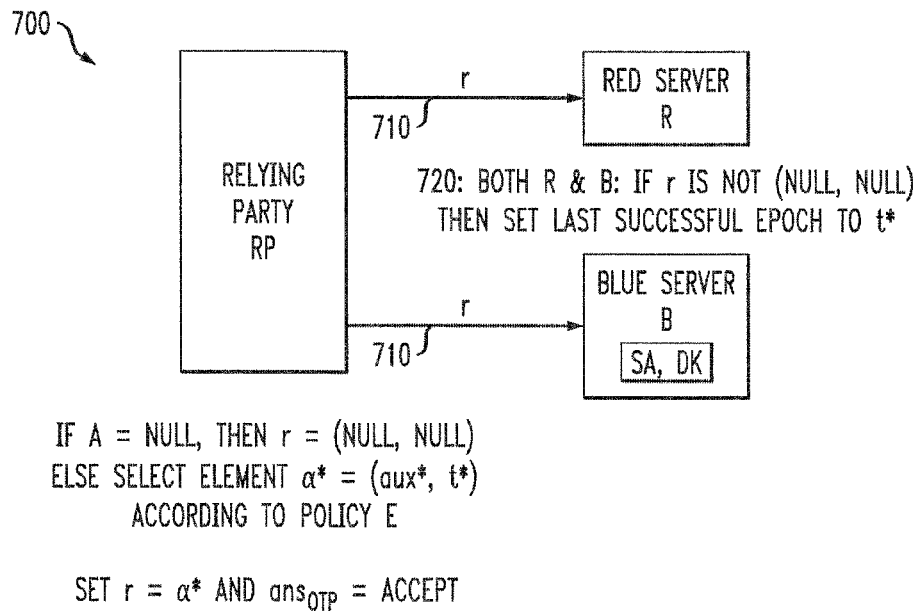 700
RELYING
PARTY
RP
r
710
RED SERVER
R
720: BOTH R & B: IF r IS NOT (NULL, NULL)
THEN SET LAST SUCCESSFUL EPOCH TO t*
r
710
BLUE SERVER
B
SA, DK
IF A = NULL, THEN r = (NULL, NULL)
ELSE SELECT ELEMENT α* = (aux*, t*)
ACCORDING TO POLICY E
SET r = α* AND ansOTP = ACCEPT